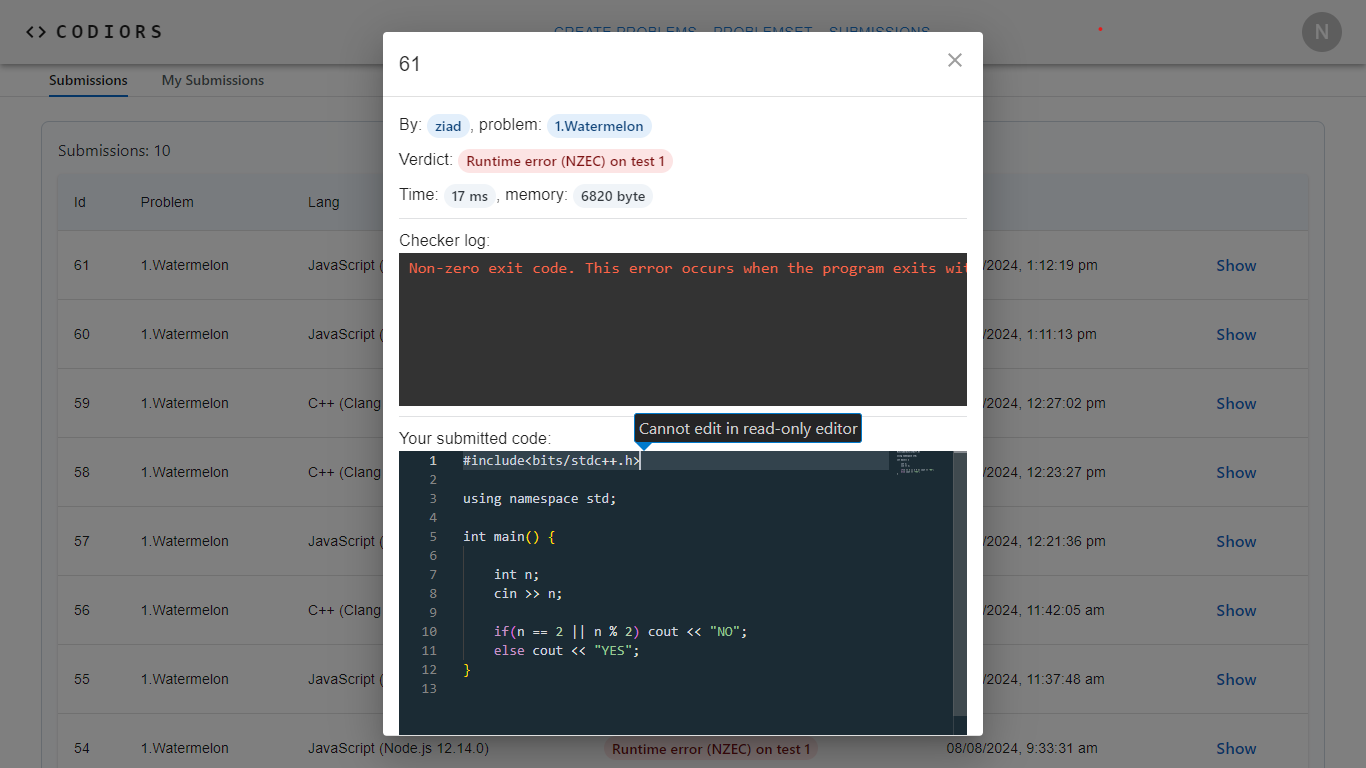 <> CODIORS
CREATE PROBLEMS PROBLEMSET SUBMISSIONS
N
Submissions My Submissions
Submissions: 10
Id Problem Lang
61 1.Watermelon JavaScript ( /2024, 1:12:19 pm Show
60 1.Watermelon JavaScript ( /2024, 1:11:13 pm Show
59 1.Watermelon C++ (Clang /2024, 12:27:02 pm Show
58 1.Watermelon C++ (Clang /2024, 12:23:27 pm Show
57 1.Watermelon JavaScript ( /2024, 12:21:36 pm Show
56 1.Watermelon C++ (Clang /2024, 11:42:05 am Show
55 1.Watermelon JavaScript ( /2024, 11:37:48 am Show
54 1.Watermelon JavaScript (Node.js 12.14.0) Runtime error (NZEC) on test 1 08/08/2024, 9:33:31 am Show
61
By: ziad , problem: 1.Watermelon
Verdict: Runtime error (NZEC) on test 1
Time: 17 ms , memory: 6820 byte
Checker log:
Non-zero exit code. This error occurs when the program exits wit
Cannot edit in read-only editor
Your submitted code:
1 #include<bits/stdc++.h>
2
3 using namespace std;
4
5 int main() {
6
7 int n;
8 cin >> n;
9
10 if(n == 2 || n % 2) cout << "NO";
11 else cout << "YES";
12 }
13